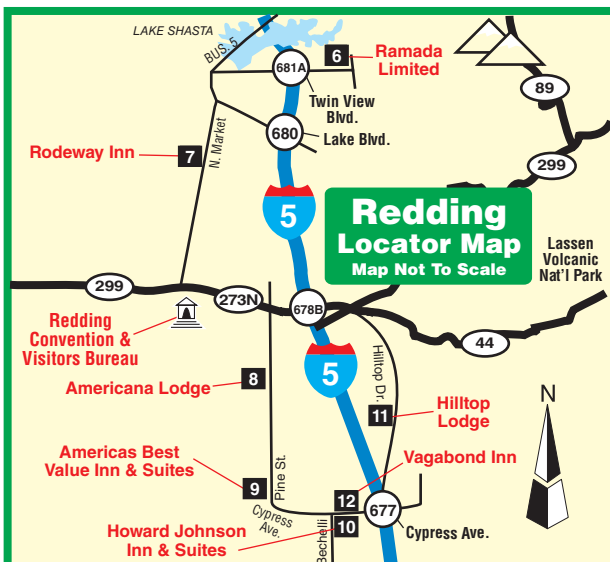 LAKE SHASTA
BUS. 5
6
Ramada
Limited
681A
Twin View
Blvd.
89
680
Lake Blvd.
N. Market
Rodeway Inn
7
299
5
Redding
Locator Map
Map Not To Scale
Lassen
Volcanic
Nat'l Park
299
273N
678B
Redding
Convention &
Visitors Bureau
44
5
Hilltop Dr.
Americana Lodge
8
11
Hilltop
Lodge
N
Americas Best
Value Inn & Suites
9
Pine St.
Vagabond Inn
12
677
Cypress Ave.
Cypress
Ave.
Howard Johnson
Inn & Suites
10
Bechelli